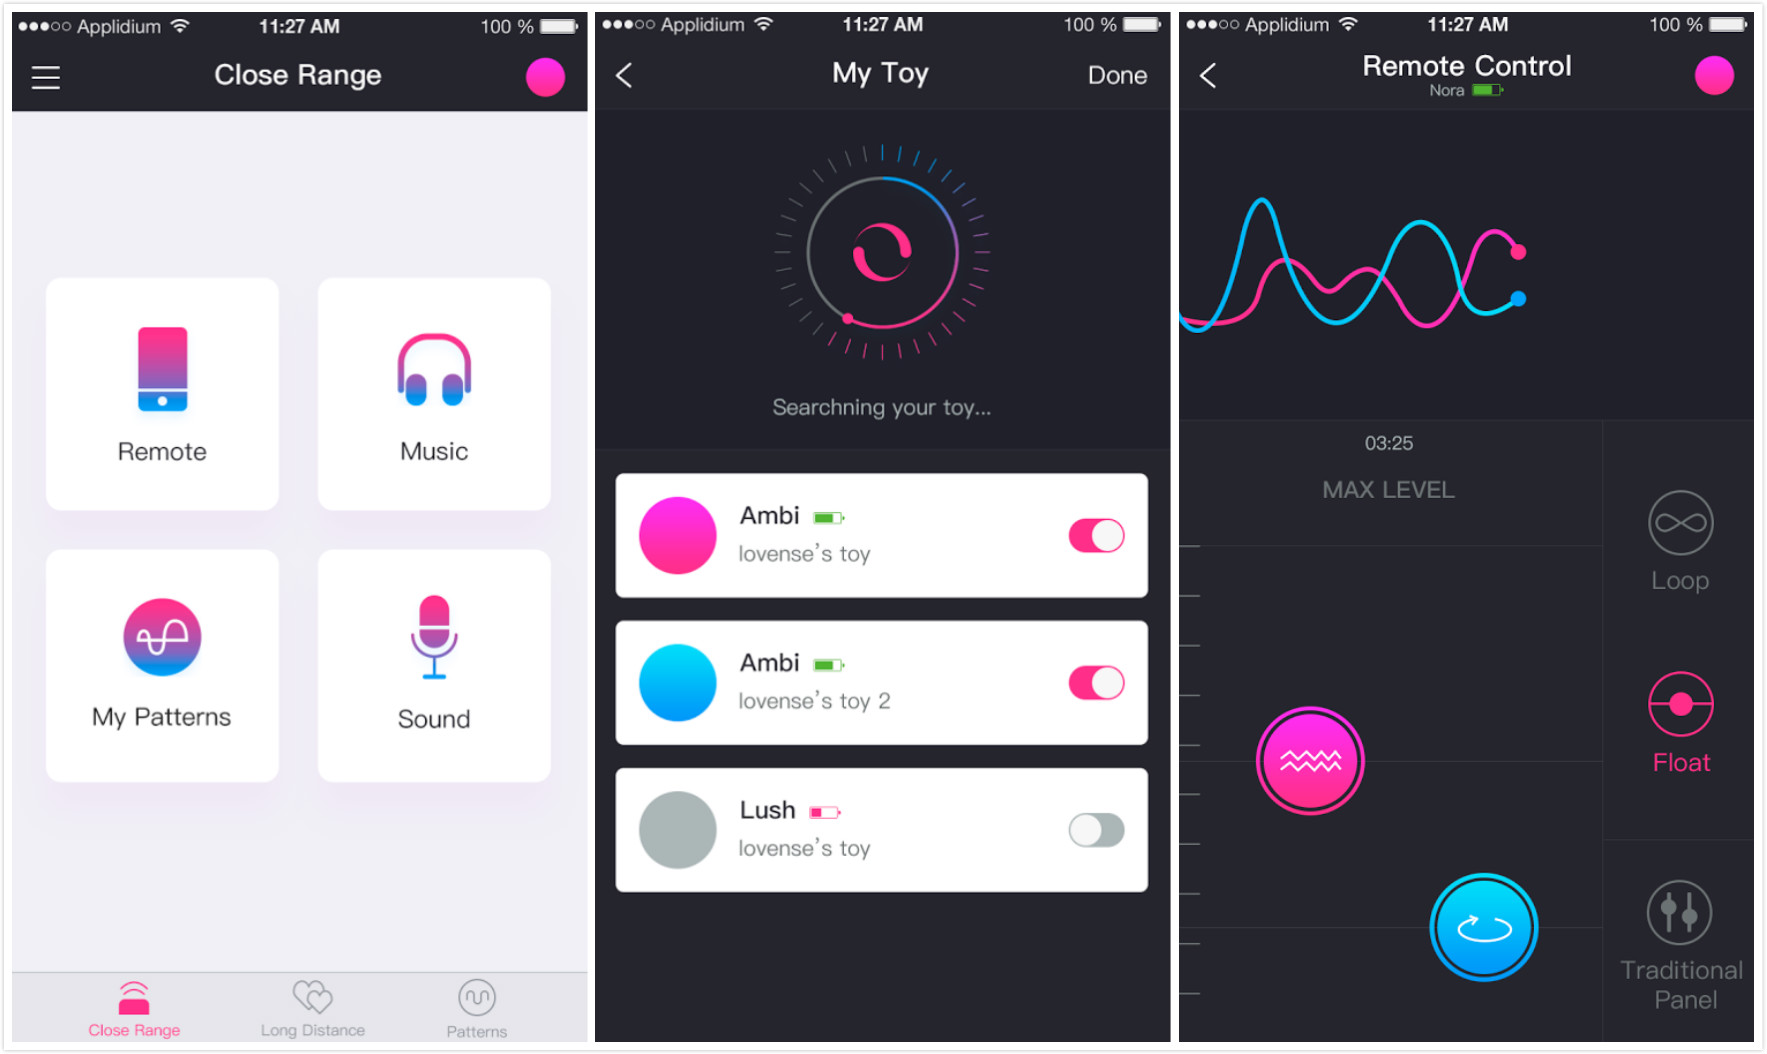 Applidium 11:27 AM 100 %
Close Range
Remote
Music
My Patterns
Sound
Close Range
Long Distance
Patterns
Applidium 11:27 AM 100 %
My Toy
Done
Searchning your toy...
Ambi
lovense's toy
Ambi
lovense's toy 2
Lush
lovense's toy
Applidium 11:27 AM 100 %
Remote Control
Nora
03:25
MAX LEVEL
Loop
Float
Traditional
Panel